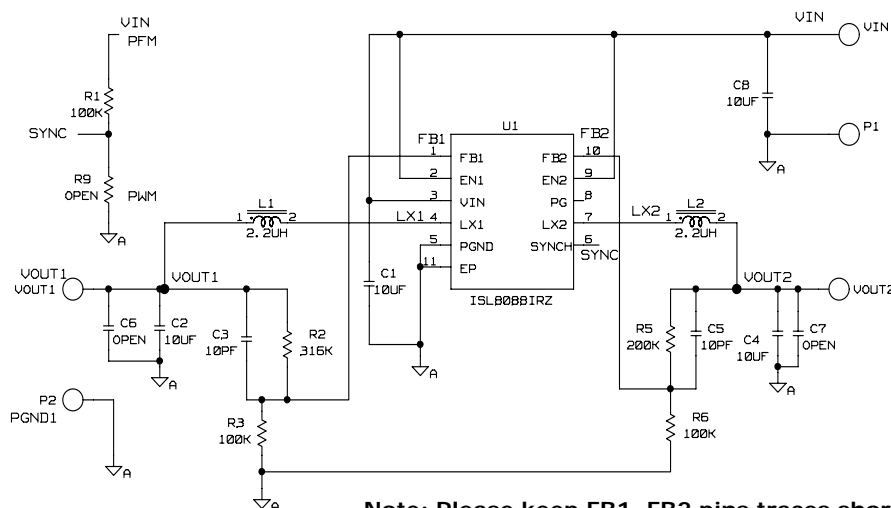 VIN
PFM
R1
100K
SYNC
R9
OPEN
PWM
A
VIN
VIN
C8
10UF
P1
A
U1
FB1
FB2
1
FB1
FB2
10
2
EN1
EN2
9
3
VIN
PG
8
LX1
4
LX1
LX2
7
LX2
5
PGND
SYNCH
6
SYNC
11
EP
ISL8088IRZ
L1
1
2
2.2UH
L2
1
2
2.2UH
VOUT1
VOUT1
VOUT1
C6
OPEN
C2
10UF
A
C3
10PF
R2
316K
R3
100K
A
C1
10UF
A
VOUT2
VOUT2
R5
200K
C5
10PF
C4
10UF
C7
OPEN
A
R6
100K
P2
PGND1
A
Note: Please keep FB1, FB2 pins traces shor